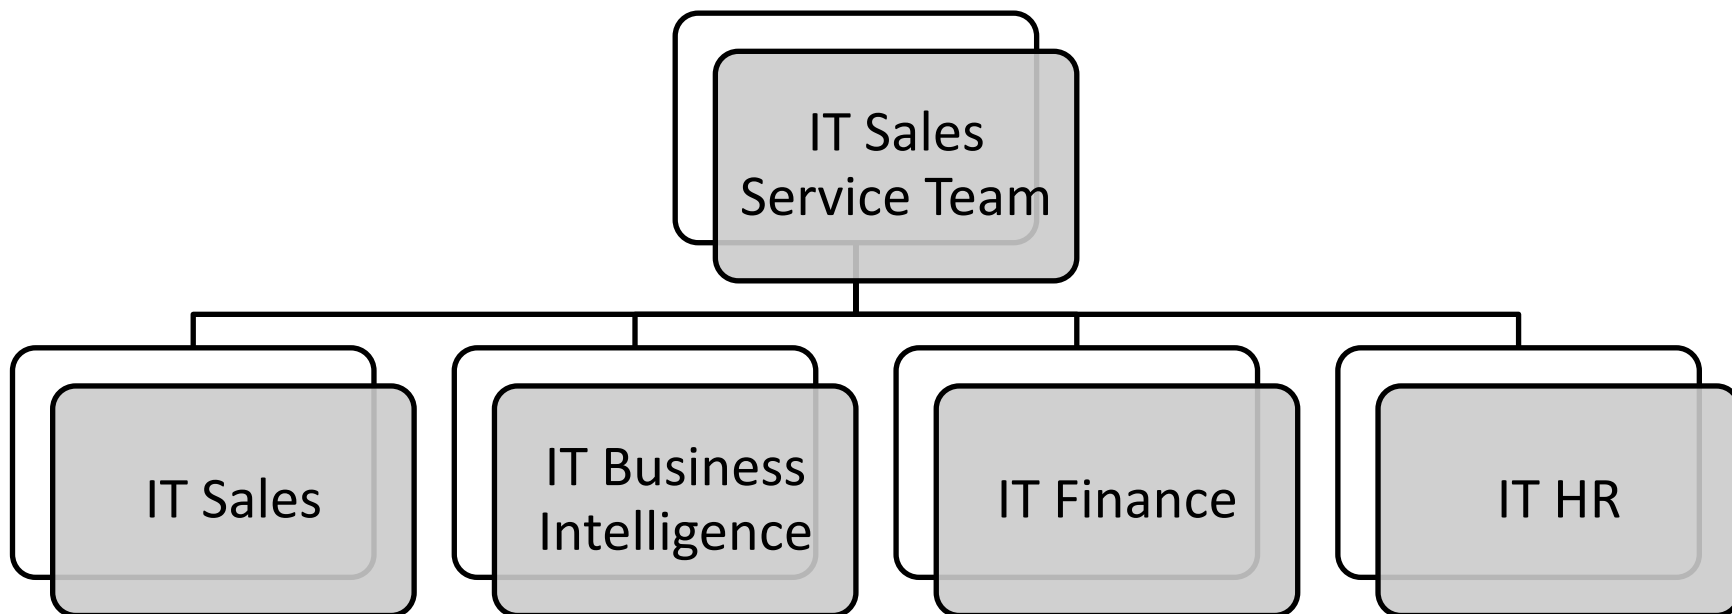 IT Sales
Service Team
IT Sales
IT Business
Intelligence
IT Finance
IT HR